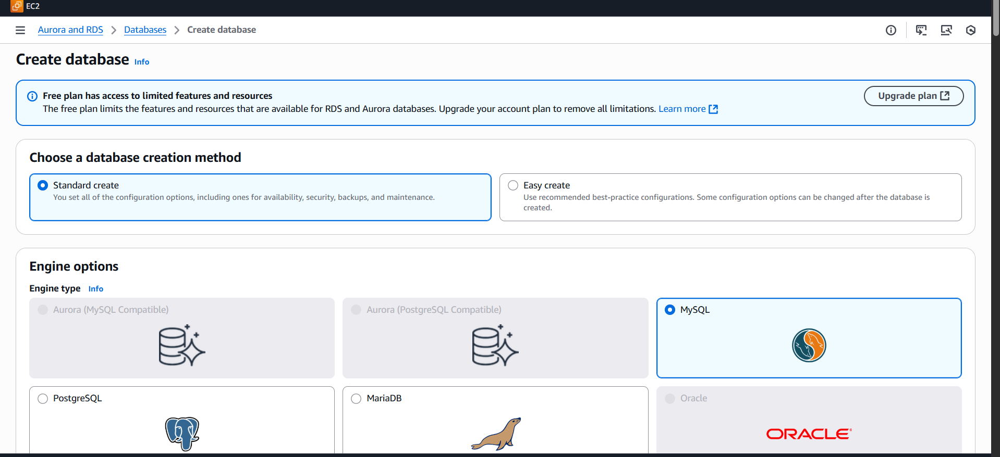 EC2
Aurora and RDS > Databases > Create database
Create database Info
Free plan has access to limited features and resources
The free plan limits the features and resources that are available for RDS and Aurora databases. Upgrade your account plan to remove all limitations. Learn more
Upgrade plan
Choose a database creation method
Standard create
You set all of the configuration options, including ones for availability, security, backups, and maintenance.
Easy create
Use recommended best-practice configurations. Some configuration options can be changed after the database is
created.
Engine options
Engine type Info
Aurora (MySQL Compatible)
Aurora (PostgreSQL Compatible)
MySQL
PostgreSQL
MariaDB
Oracle
ORACLE